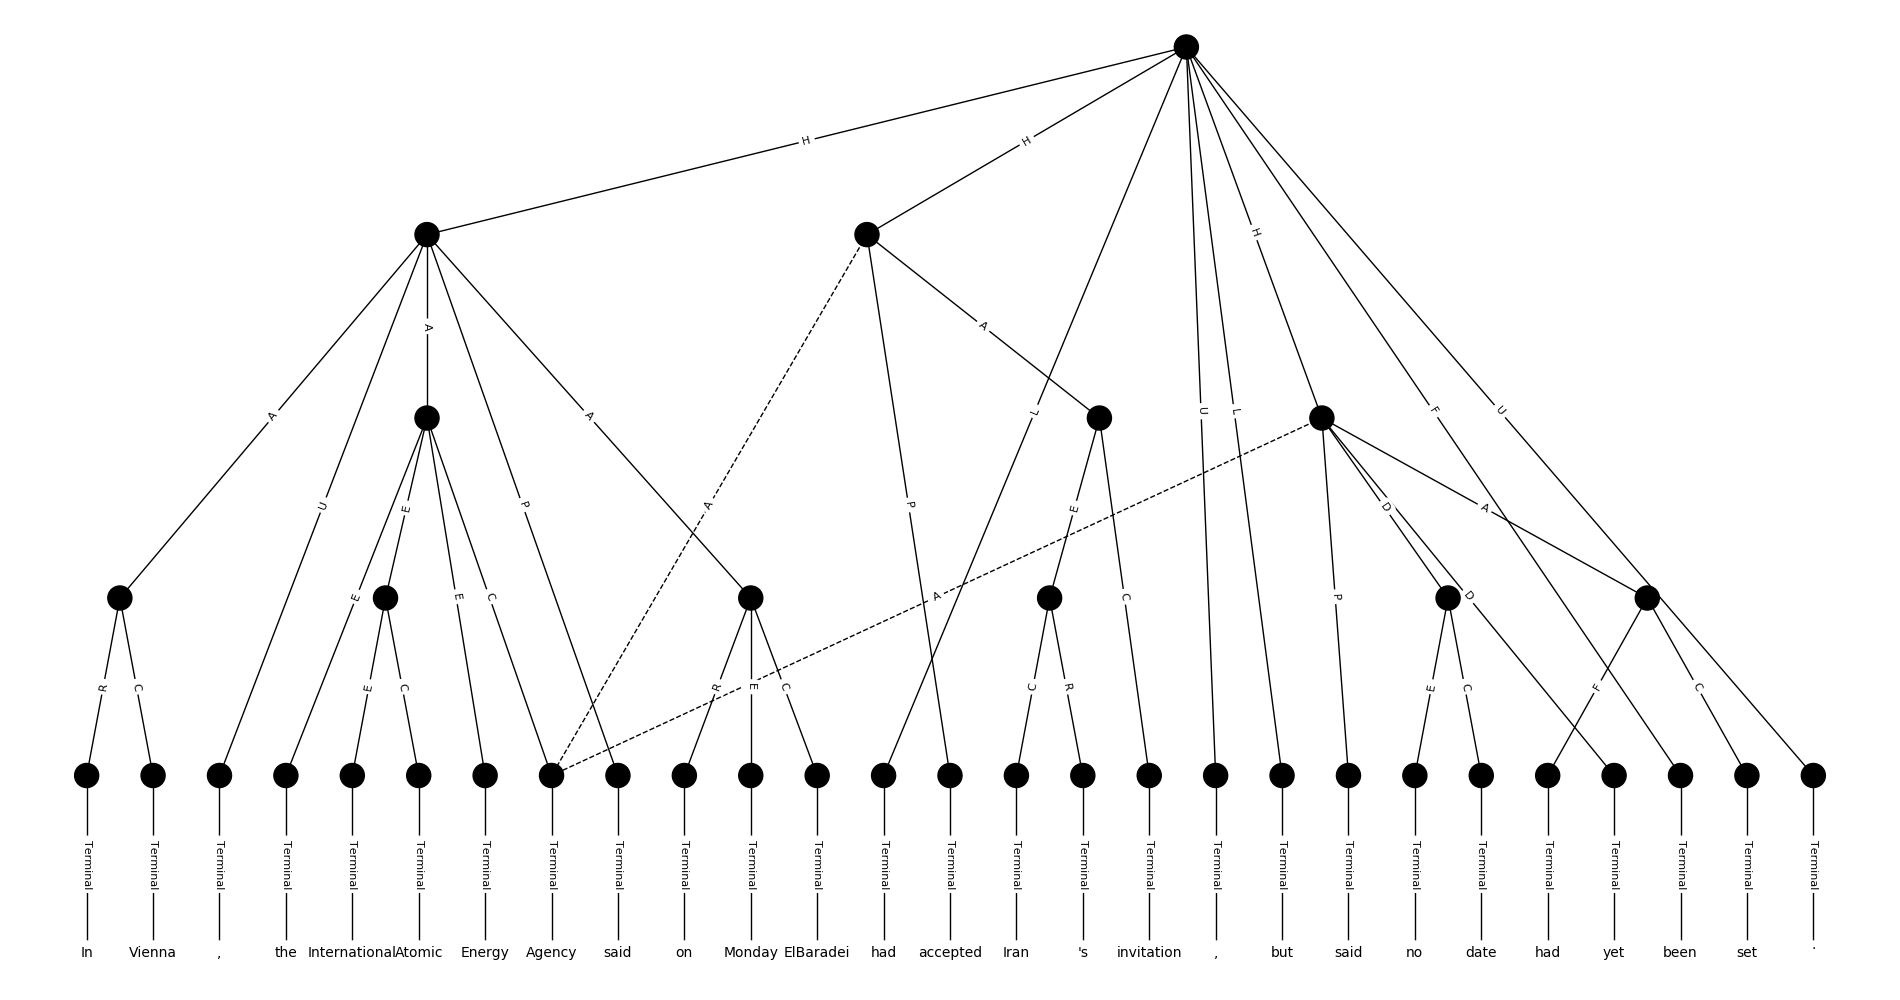 H H
A H
A L U L F U
U E P A A P E D A
A E E C E A C P D
R C E C R E C C R E C F C
Terminal Terminal Terminal Terminal Terminal Terminal Terminal Terminal Terminal Terminal Terminal Terminal Terminal Terminal Terminal Terminal Terminal Terminal Terminal Terminal Terminal Terminal Terminal Terminal Terminal Terminal Terminal
In Vienna , the International Atomic Energy Agency said on Monday ElBaradei had accepted Iran 's invitation , but said no date had yet been set .